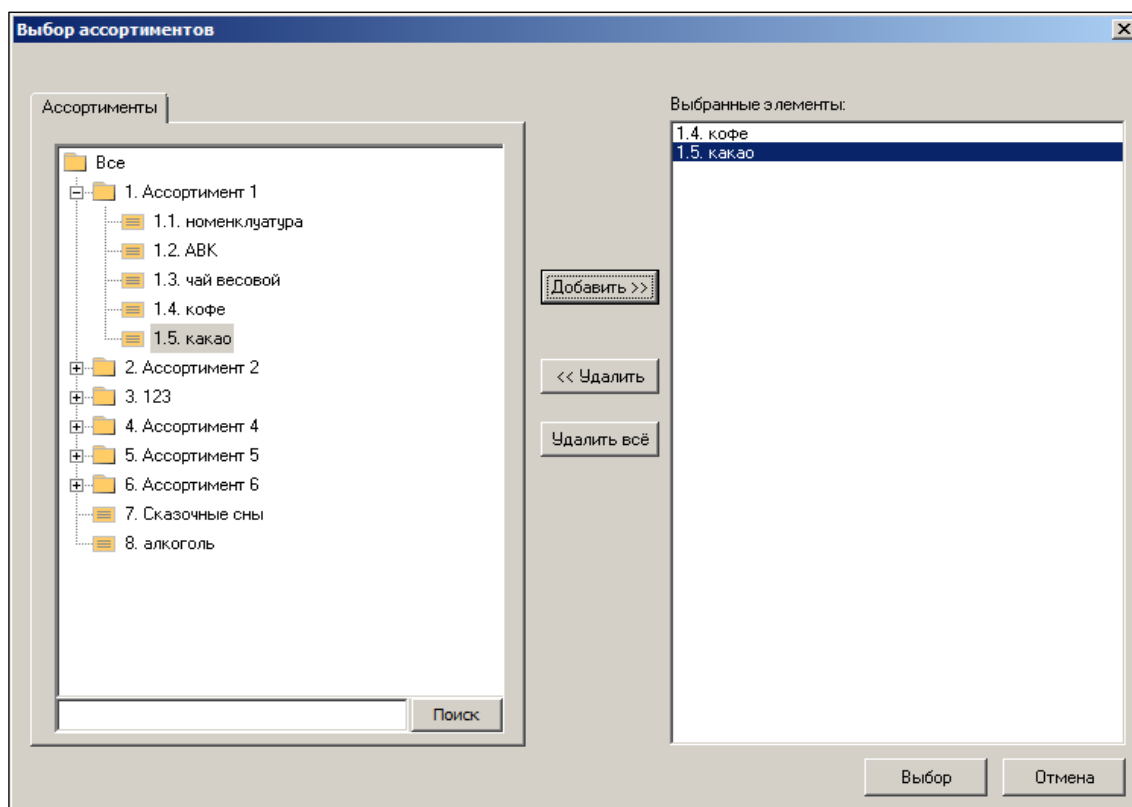 Выбор ассортиментов
Ассортименты
Все
1. Ассортимент 1
1.1. номенклуатура
1.2. АВК
1.3. чай весовой
1.4. кофе
1.5. какао
2. Ассортимент 2
3. 123
4. Ассортимент 4
5. Ассортимент 5
6. Ассортимент 6
7. Сказочные сны
8. алкоголь
Поиск
Добавить >>
<< Удалить
Удалить всё
Выбранные элементы:
1.4. кофе
1.5. какао
Выбор
Отмена